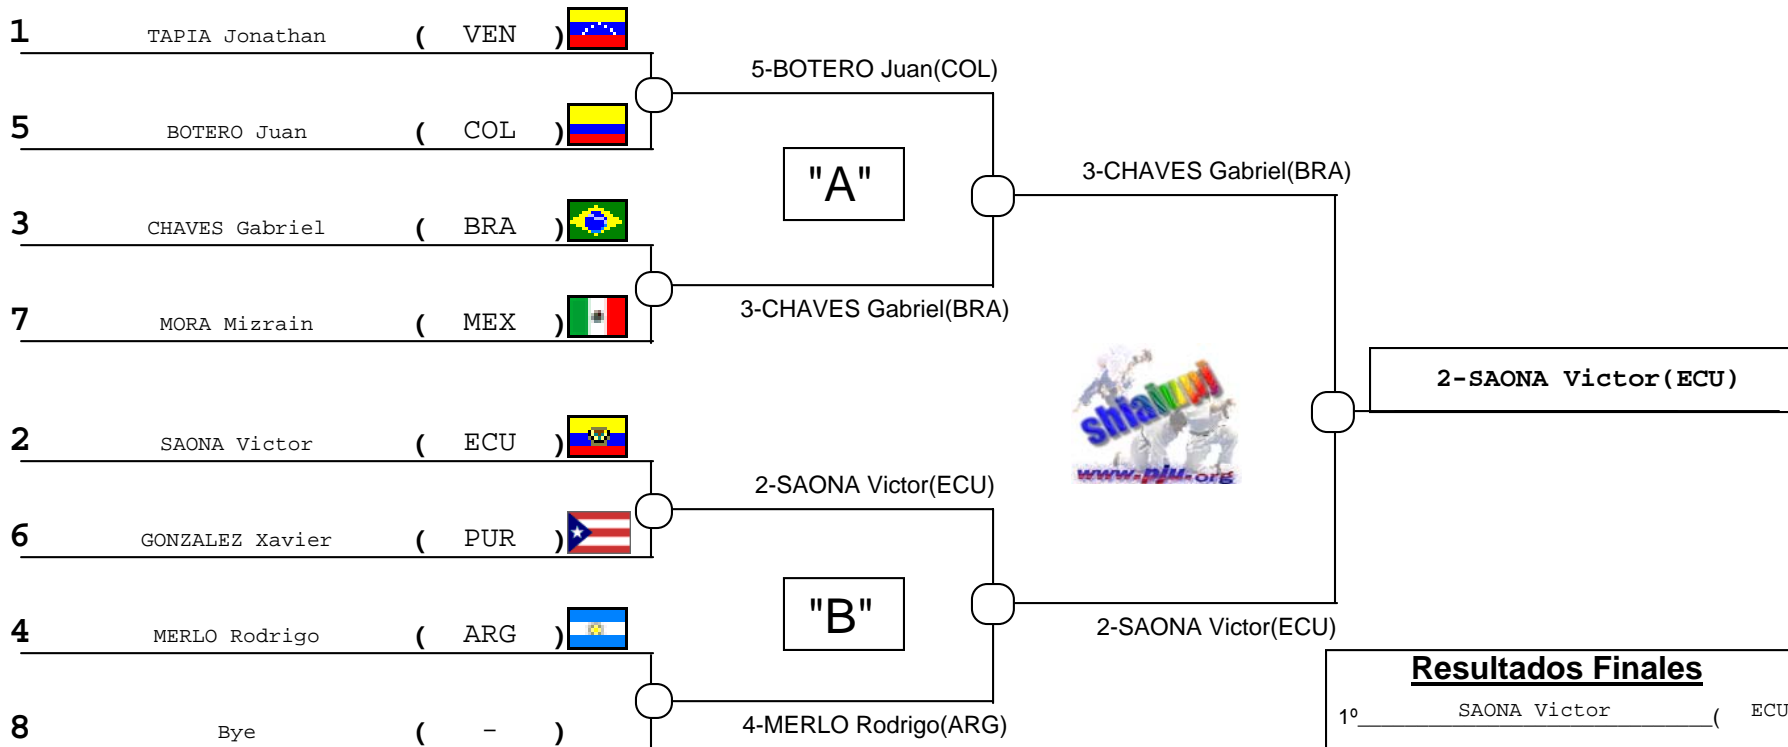 1 TAPIA Jonathan ( VEN )
5-BOTERO Juan(COL)
5 BOTERO Juan ( COL )
"A"
3-CHAVES Gabriel(BRA)
3 CHAVES Gabriel ( BRA )
3-CHAVES Gabriel(BRA)
7 MORA Mizrain ( MEX )
2-SAONA Victor(ECU)
shiaiwpj
www.pju.org
2 SAONA Victor ( ECU )
2-SAONA Victor(ECU)
6 GONZALEZ Xavier ( PUR )
"B"
4 MERLO Rodrigo ( ARG )
2-SAONA Victor(ECU)
Resultados Finales
4-MERLO Rodrigo(ARG)
8 Bye ( - )
1º SAONA Victor ( ECU